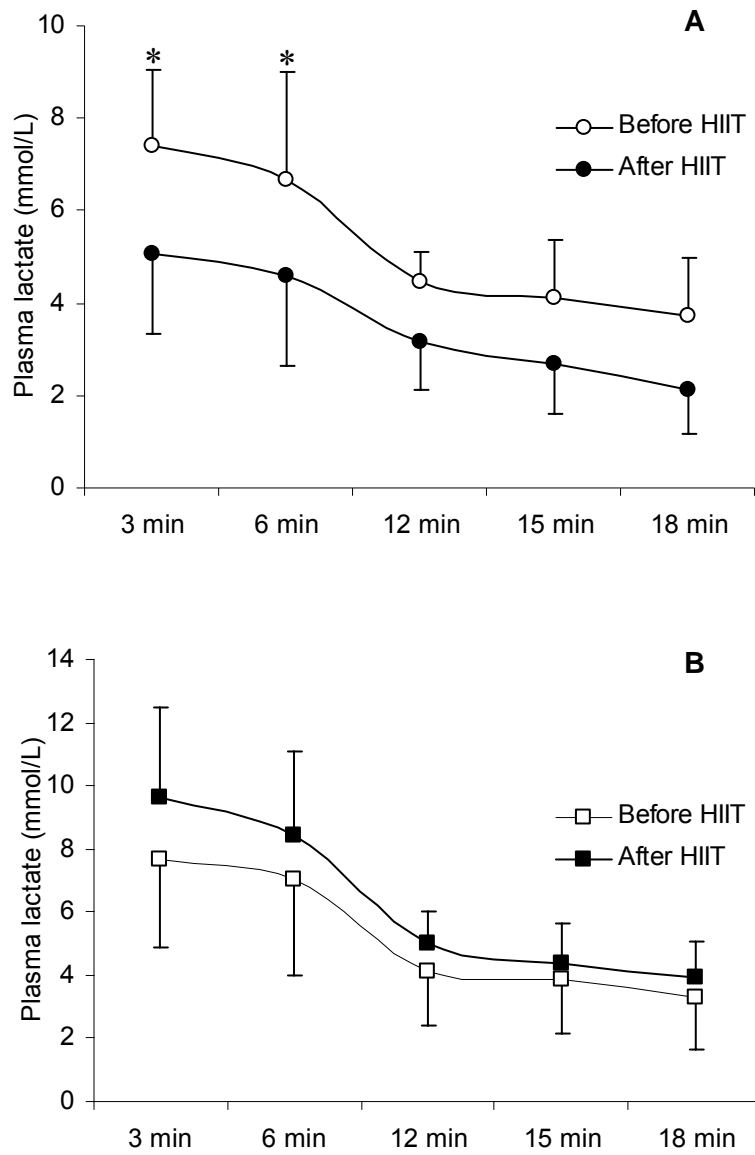 A
10
8
6
4
2
0
Plasma lactate (mmol/L)
* *
Before HIIT
After HIIT
3 min 6 min 12 min 15 min 18 min
B
14
12
10
8
6
4
2
0
Plasma lactate (mmol/L)
Before HIIT
After HIIT
3 min 6 min 12 min 15 min 18 min